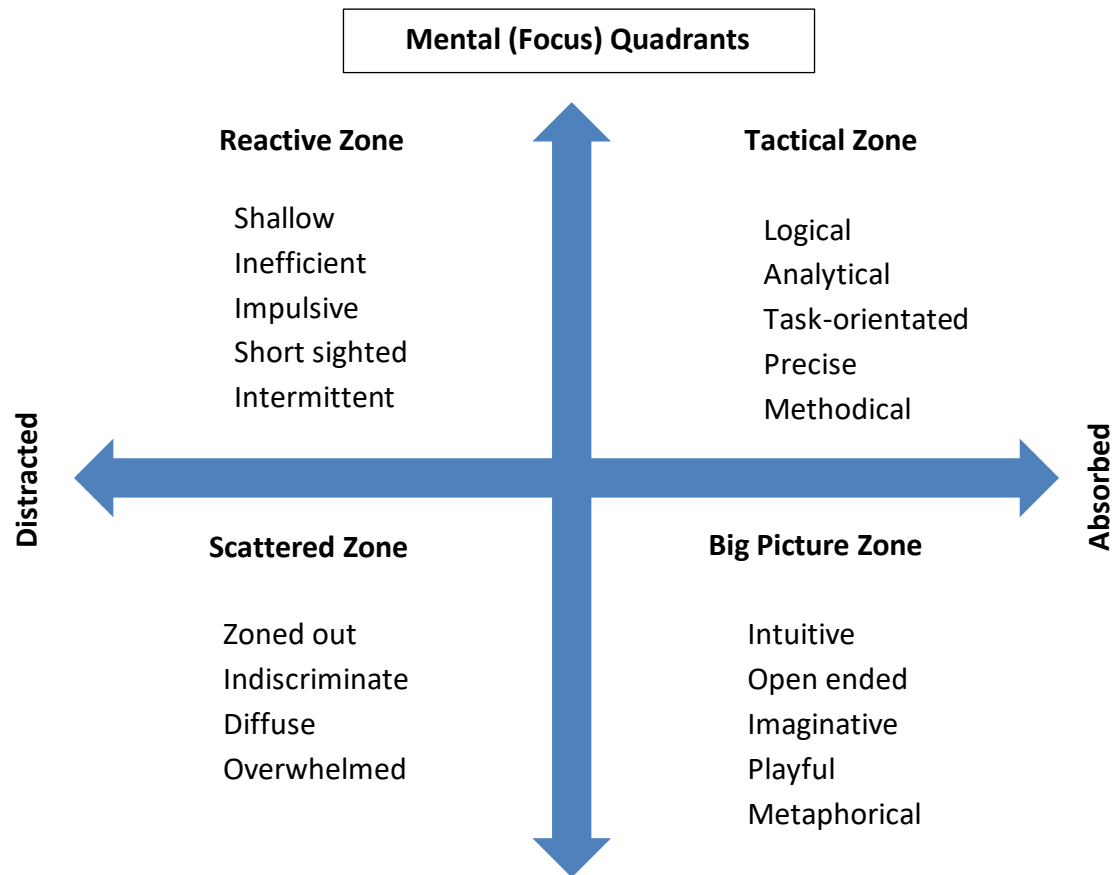 Mental (Focus) Quadrants
Reactive Zone
Shallow
Inefficient
Impulsive
Short sighted
Intermittent
Tactical Zone
Logical
Analytical
Task-orientated
Precise
Methodical
Distracted
Absorbed
Scattered Zone
Zoned out
Indiscriminate
Diffuse
Overwhelmed
Big Picture Zone
Intuitive
Open ended
Imaginative
Playful
Metaphorical